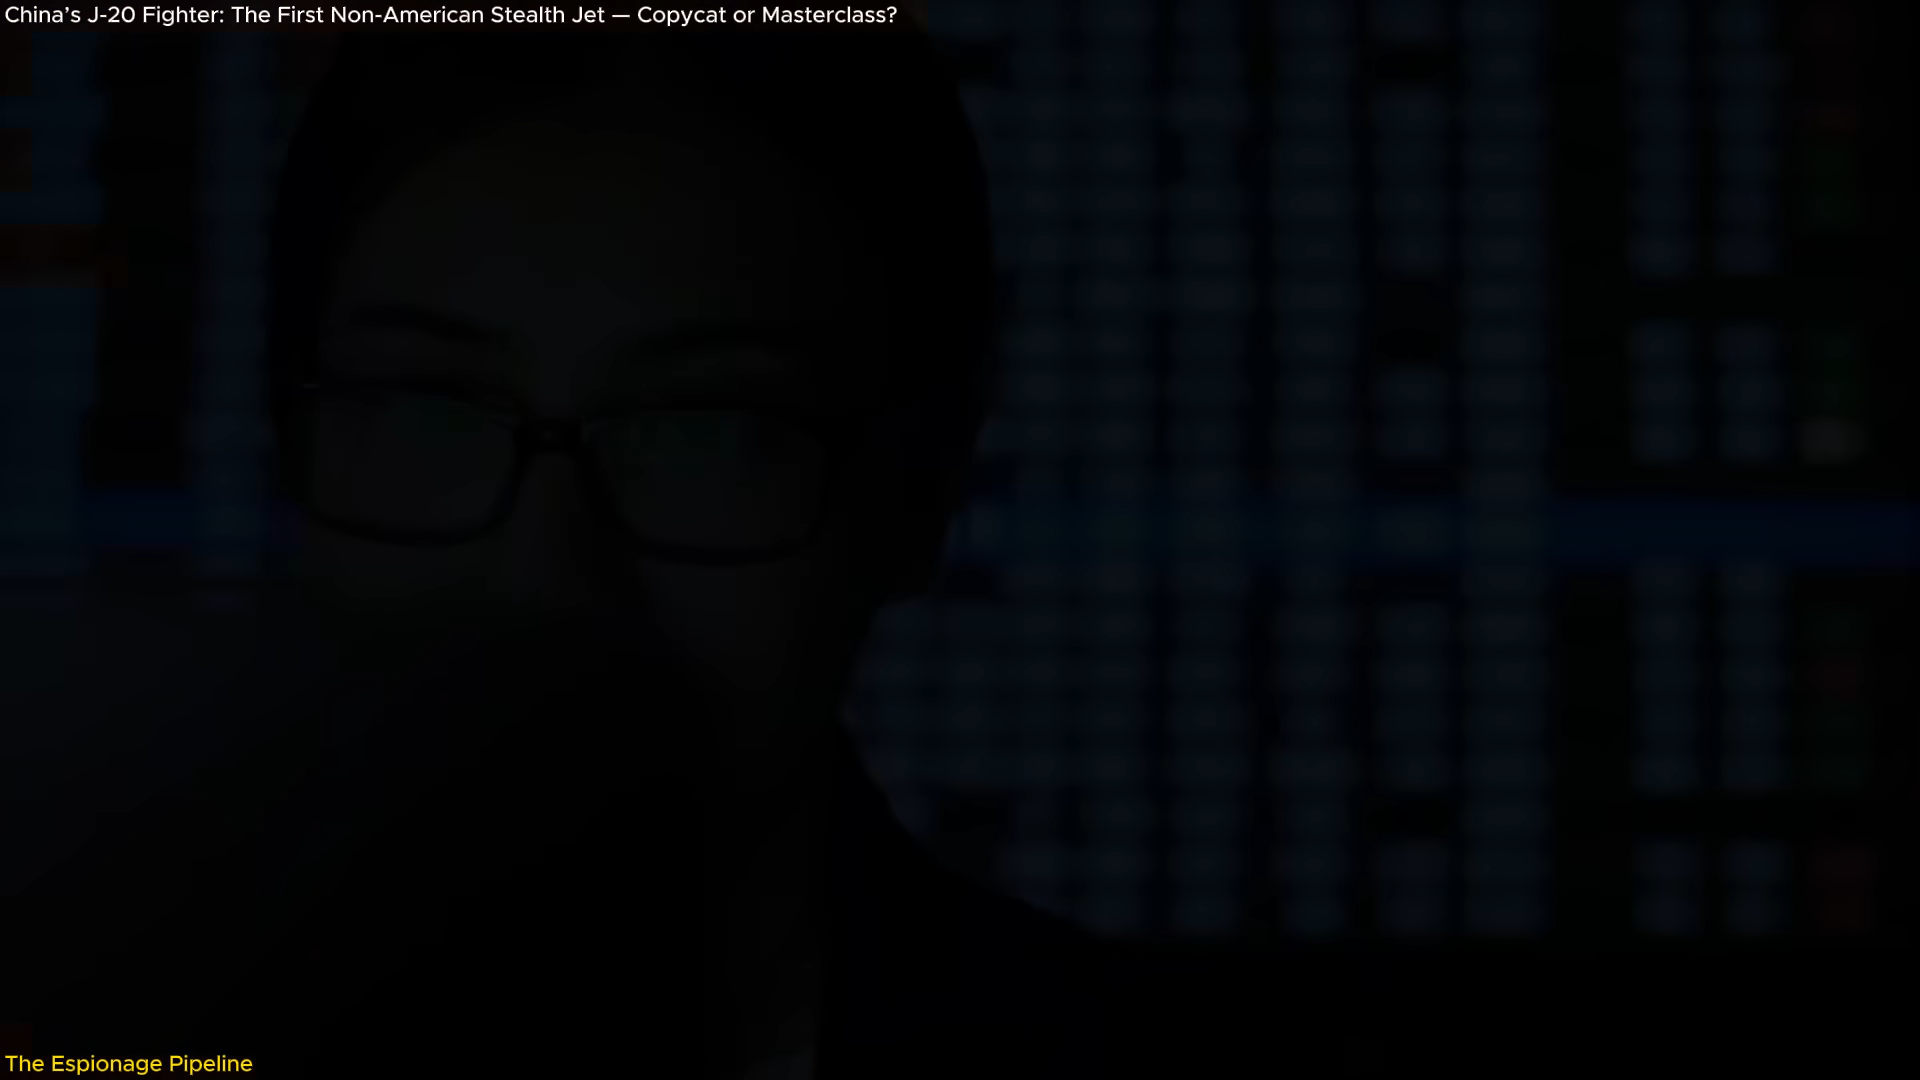 China’s J-20 Fighter: The First Non-American Stealth Jet — Copycat or Masterclass?
The Espionage Pipeline